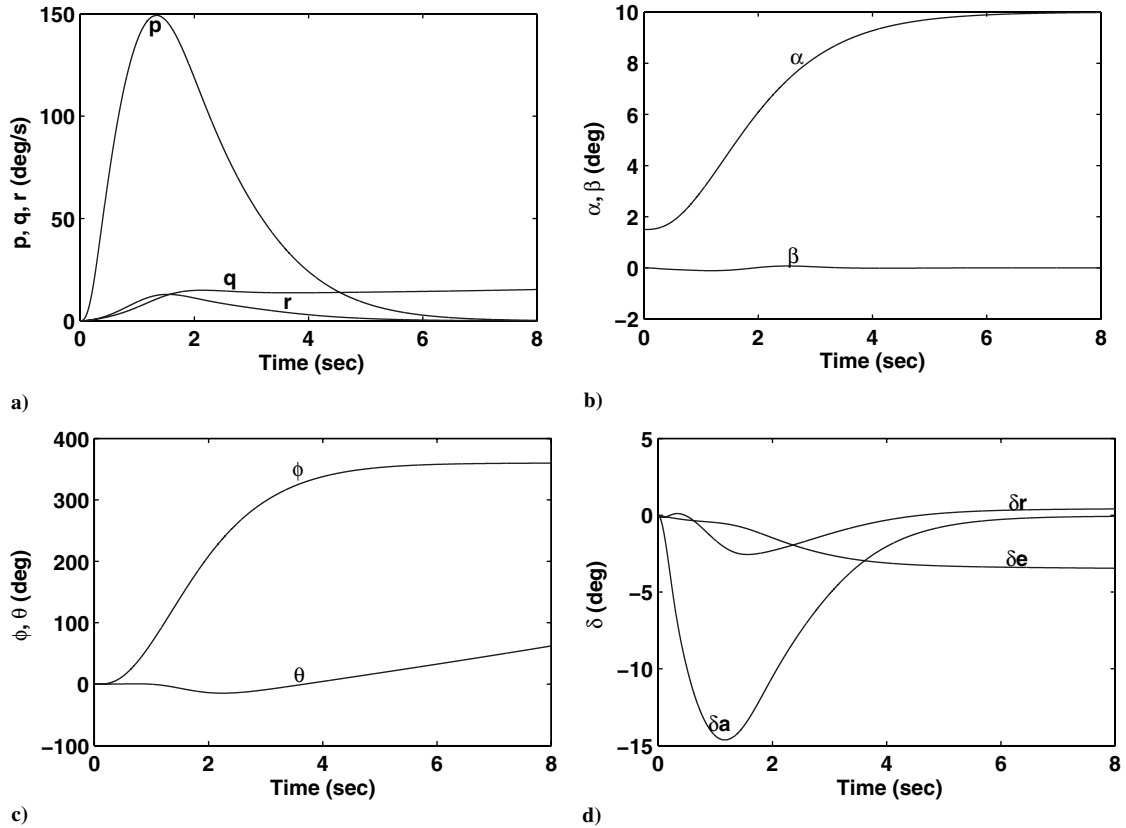 150
100
50
0
p, q, r (deg/s)
p
q
r
0 2 4 6 8
Time (sec)
a)
10
8
6
4
2
0
−2
α, β (deg)
α
β
0 2 4 6 8
Time (sec)
b)
400
300
200
100
0
−100
ϕ, θ (deg)
ϕ
θ
0 2 4 6 8
Time (sec)
c)
5
0
−5
−10
−15
δ (deg)
δr
δe
δa
0 2 4 6 8
Time (sec)
d)